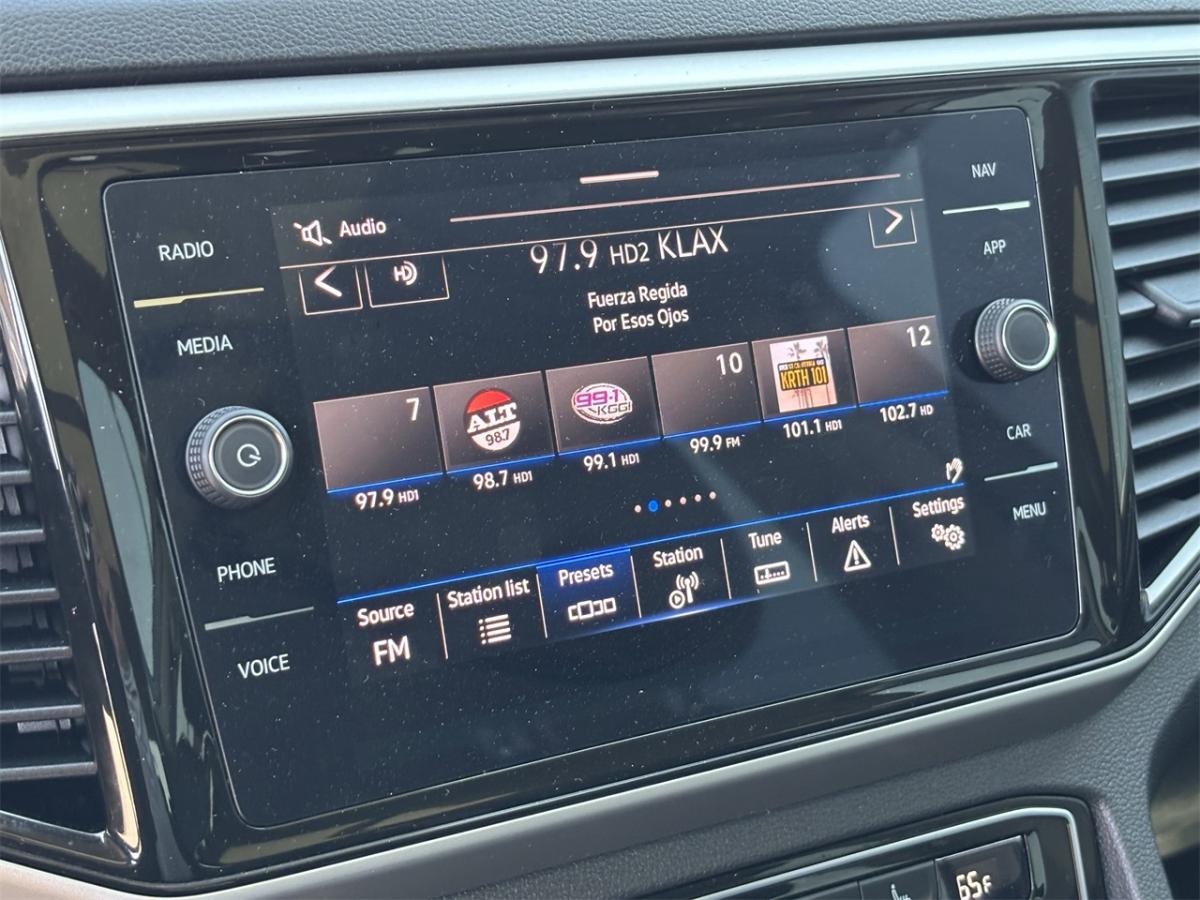 RADIO
MEDIA
PHONE
VOICE
NAV
APP
CAR
MENU
Audio
HD
97.9 HD2 KLAX
Fuerza Regida
Por Esos Ojos
7
ALT
98.7
99.1
KGGI
10
KRTH 101
12
97.9 HD1
98.7 HD1
99.1 HD1
99.9 FM
101.1 HD1
102.7 HD
Source
FM
Station list
Presets
Station
Tune
Alerts
Settings
65F